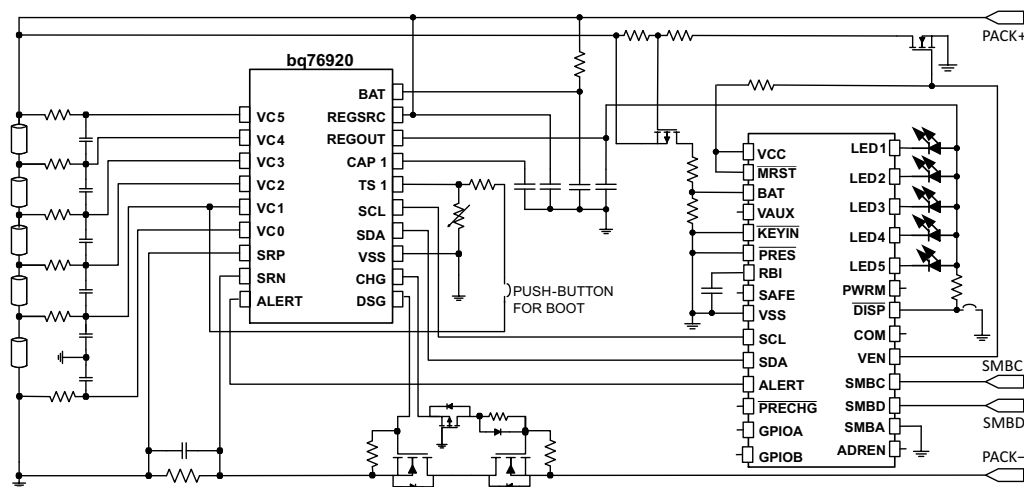 PACK+
bq76920
BAT
REGSRC
REGOUT
CAP 1
TS 1
SCL
SDA
VSS
CHG
DSG
VC5
VC4
VC3
VC2
VC1
VC0
SRP
SRN
ALERT
PUSH-BUTTON
FOR BOOT
VCC
MRST
BAT
VAUX
KEYIN
PRES
RBI
SAFE
VSS
SCL
SDA
ALERT
PRECHG
GPIOA
GPIOB
LED1
LED2
LED3
LED4
LED5
PWRM
DISP
COM
VEN
SMBC
SMBD
SMBA
ADREN
SMBC
SMBD
PACK–